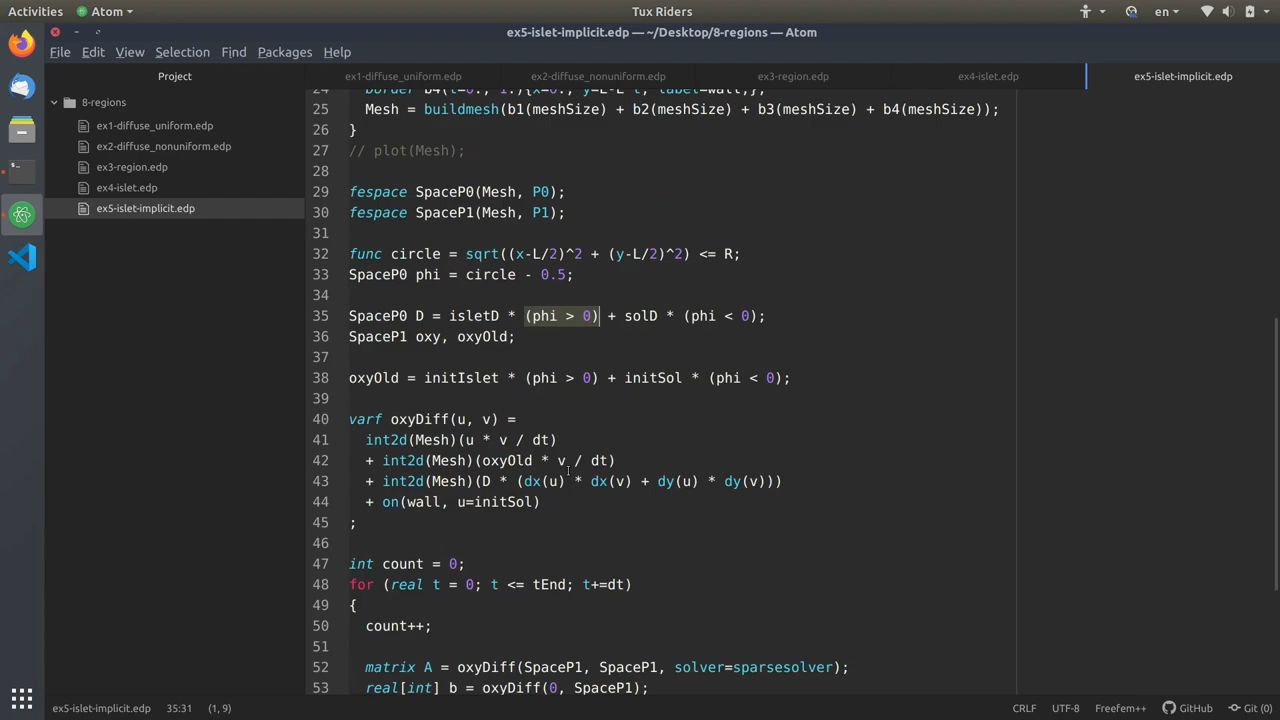 Activities
Atom
Tux Riders
en
ex5-islet-implicit.edp — ~/Desktop/8-regions — Atom
File Edit View Selection Find Packages Help
Project
8-regions
ex1-diffuse_uniform.edp
ex2-diffuse_nonuniform.edp
ex3-region.edp
ex4-islet.edp
ex5-islet-implicit.edp
ex1-diffuse_uniform.edp ex2-diffuse_nonuniform.edp ex3-region.edp ex4-islet.edp ex5-islet-implicit.edp
24 border b4(t=0., 1.){x=0.; y=L-L*t; label=wall;};
25 Mesh = buildmesh(b1(meshSize) + b2(meshSize) + b3(meshSize) + b4(meshSize));
26 }
27 // plot(Mesh);
28
29 fespace SpaceP0(Mesh, P0);
30 fespace SpaceP1(Mesh, P1);
31
32 func circle = sqrt((x-L/2)^2 + (y-L/2)^2) <= R;
33 SpaceP0 phi = circle - 0.5;
34
35 SpaceP0 D = isletD * (phi > 0) + solD * (phi < 0);
36 SpaceP1 oxy, oxyOld;
37
38 oxyOld = initIslet * (phi > 0) + initSol * (phi < 0);
39
40 varf oxyDiff(u, v) =
41 int2d(Mesh)(u * v / dt)
42 + int2d(Mesh)(oxyOld * v / dt)
43 + int2d(Mesh)(D * (dx(u) * dx(v) + dy(u) * dy(v)))
44 + on(wall, u=initSol)
45 ;
46
47 int count = 0;
48 for (real t = 0; t <= tEnd; t+=dt)
49 {
50 count++;
51
52 matrix A = oxyDiff(SpaceP1, SpaceP1, solver=sparsesolver);
53 real[int] b = oxyDiff(0, SpaceP1);
ex5-islet-implicit.edp 35:31 (1, 9) CRLF UTF-8 Freefem++ GitHub Git (0)